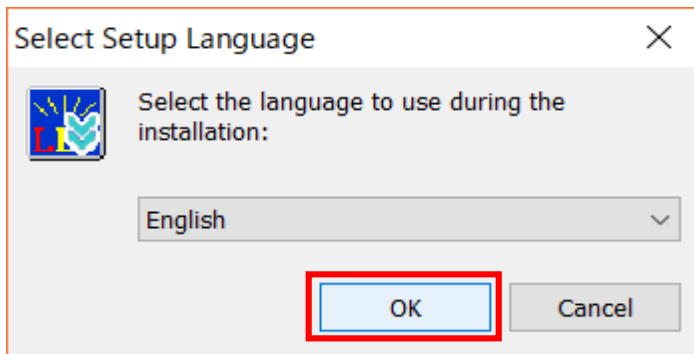 Select Setup Language
Select the language to use during the
installation:
English
OK
Cancel